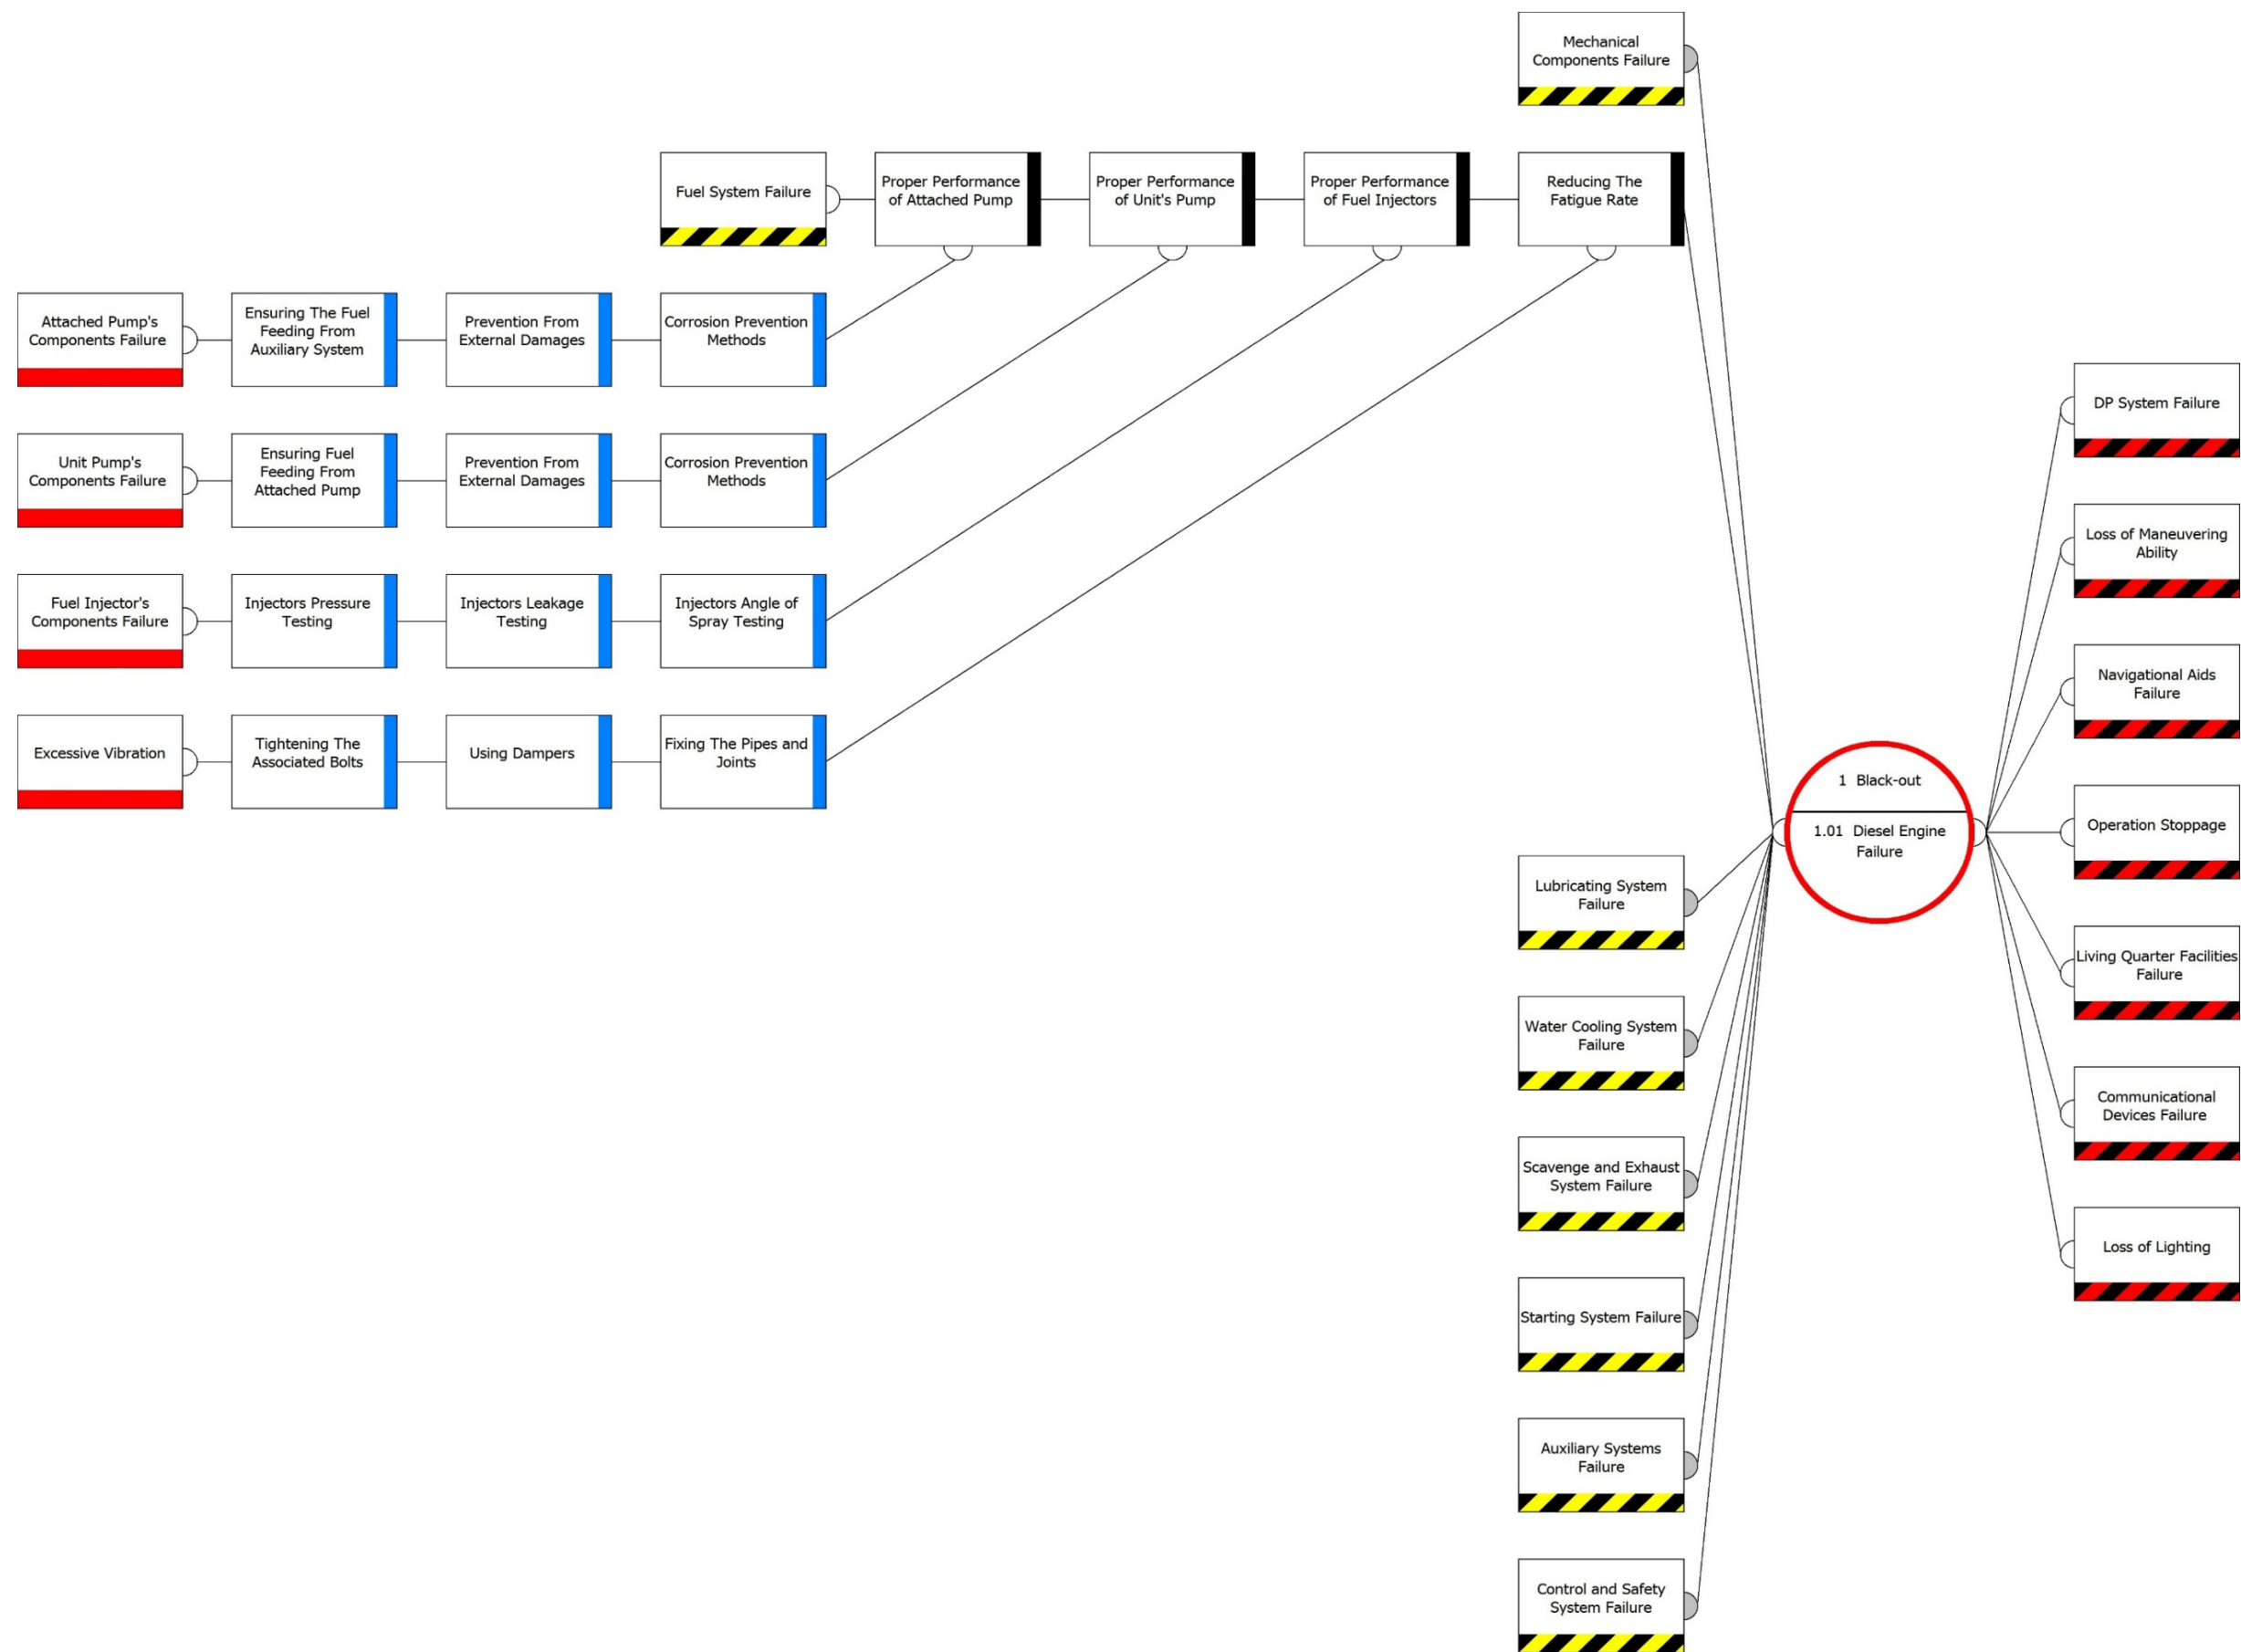 Mechanical
Components Failure
Fuel System Failure
Proper Performance
of Attached Pump
Proper Performance
of Unit's Pump
Proper Performance
of Fuel Injectors
Reducing The
Fatigue Rate
Attached Pump's
Components Failure
Ensuring The Fuel
Feeding From
Auxiliary System
Prevention From
External Damages
Corrosion Prevention
Methods
Unit Pump's
Components Failure
Ensuring Fuel
Feeding From
Attached Pump
Prevention From
External Damages
Corrosion Prevention
Methods
Fuel Injector's
Components Failure
Injectors Pressure
Testing
Injectors Leakage
Testing
Injectors Angle of
Spray Testing
Excessive Vibration
Tightening The
Associated Bolts
Using Dampers
Fixing The Pipes and
Joints
1 Black-out
1.01 Diesel Engine
Failure
Lubricating System
Failure
Water Cooling System
Failure
Scavenge and Exhaust
System Failure
Starting System Failure
Auxiliary Systems
Failure
Control and Safety
System Failure
DP System Failure
Loss of Maneuvering
Ability
Navigational Aids
Failure
Operation Stoppage
Living Quarter Facilities
Failure
Communicational
Devices Failure
Loss of Lighting